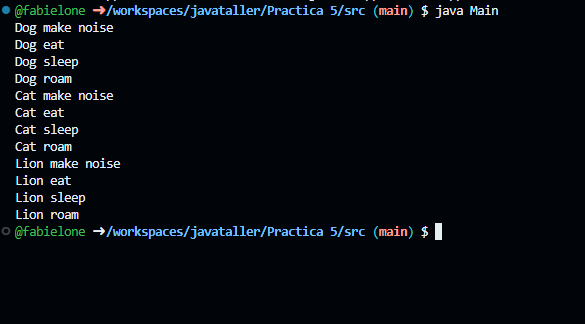 @fabielone ➜/workspaces/javataller/Practica 5/src (main) $ java Main
Dog make noise
Dog eat
Dog sleep
Dog roam
Cat make noise
Cat eat
Cat sleep
Cat roam
Lion make noise
Lion eat
Lion sleep
Lion roam
@fabielone ➜/workspaces/javataller/Practica 5/src (main) $